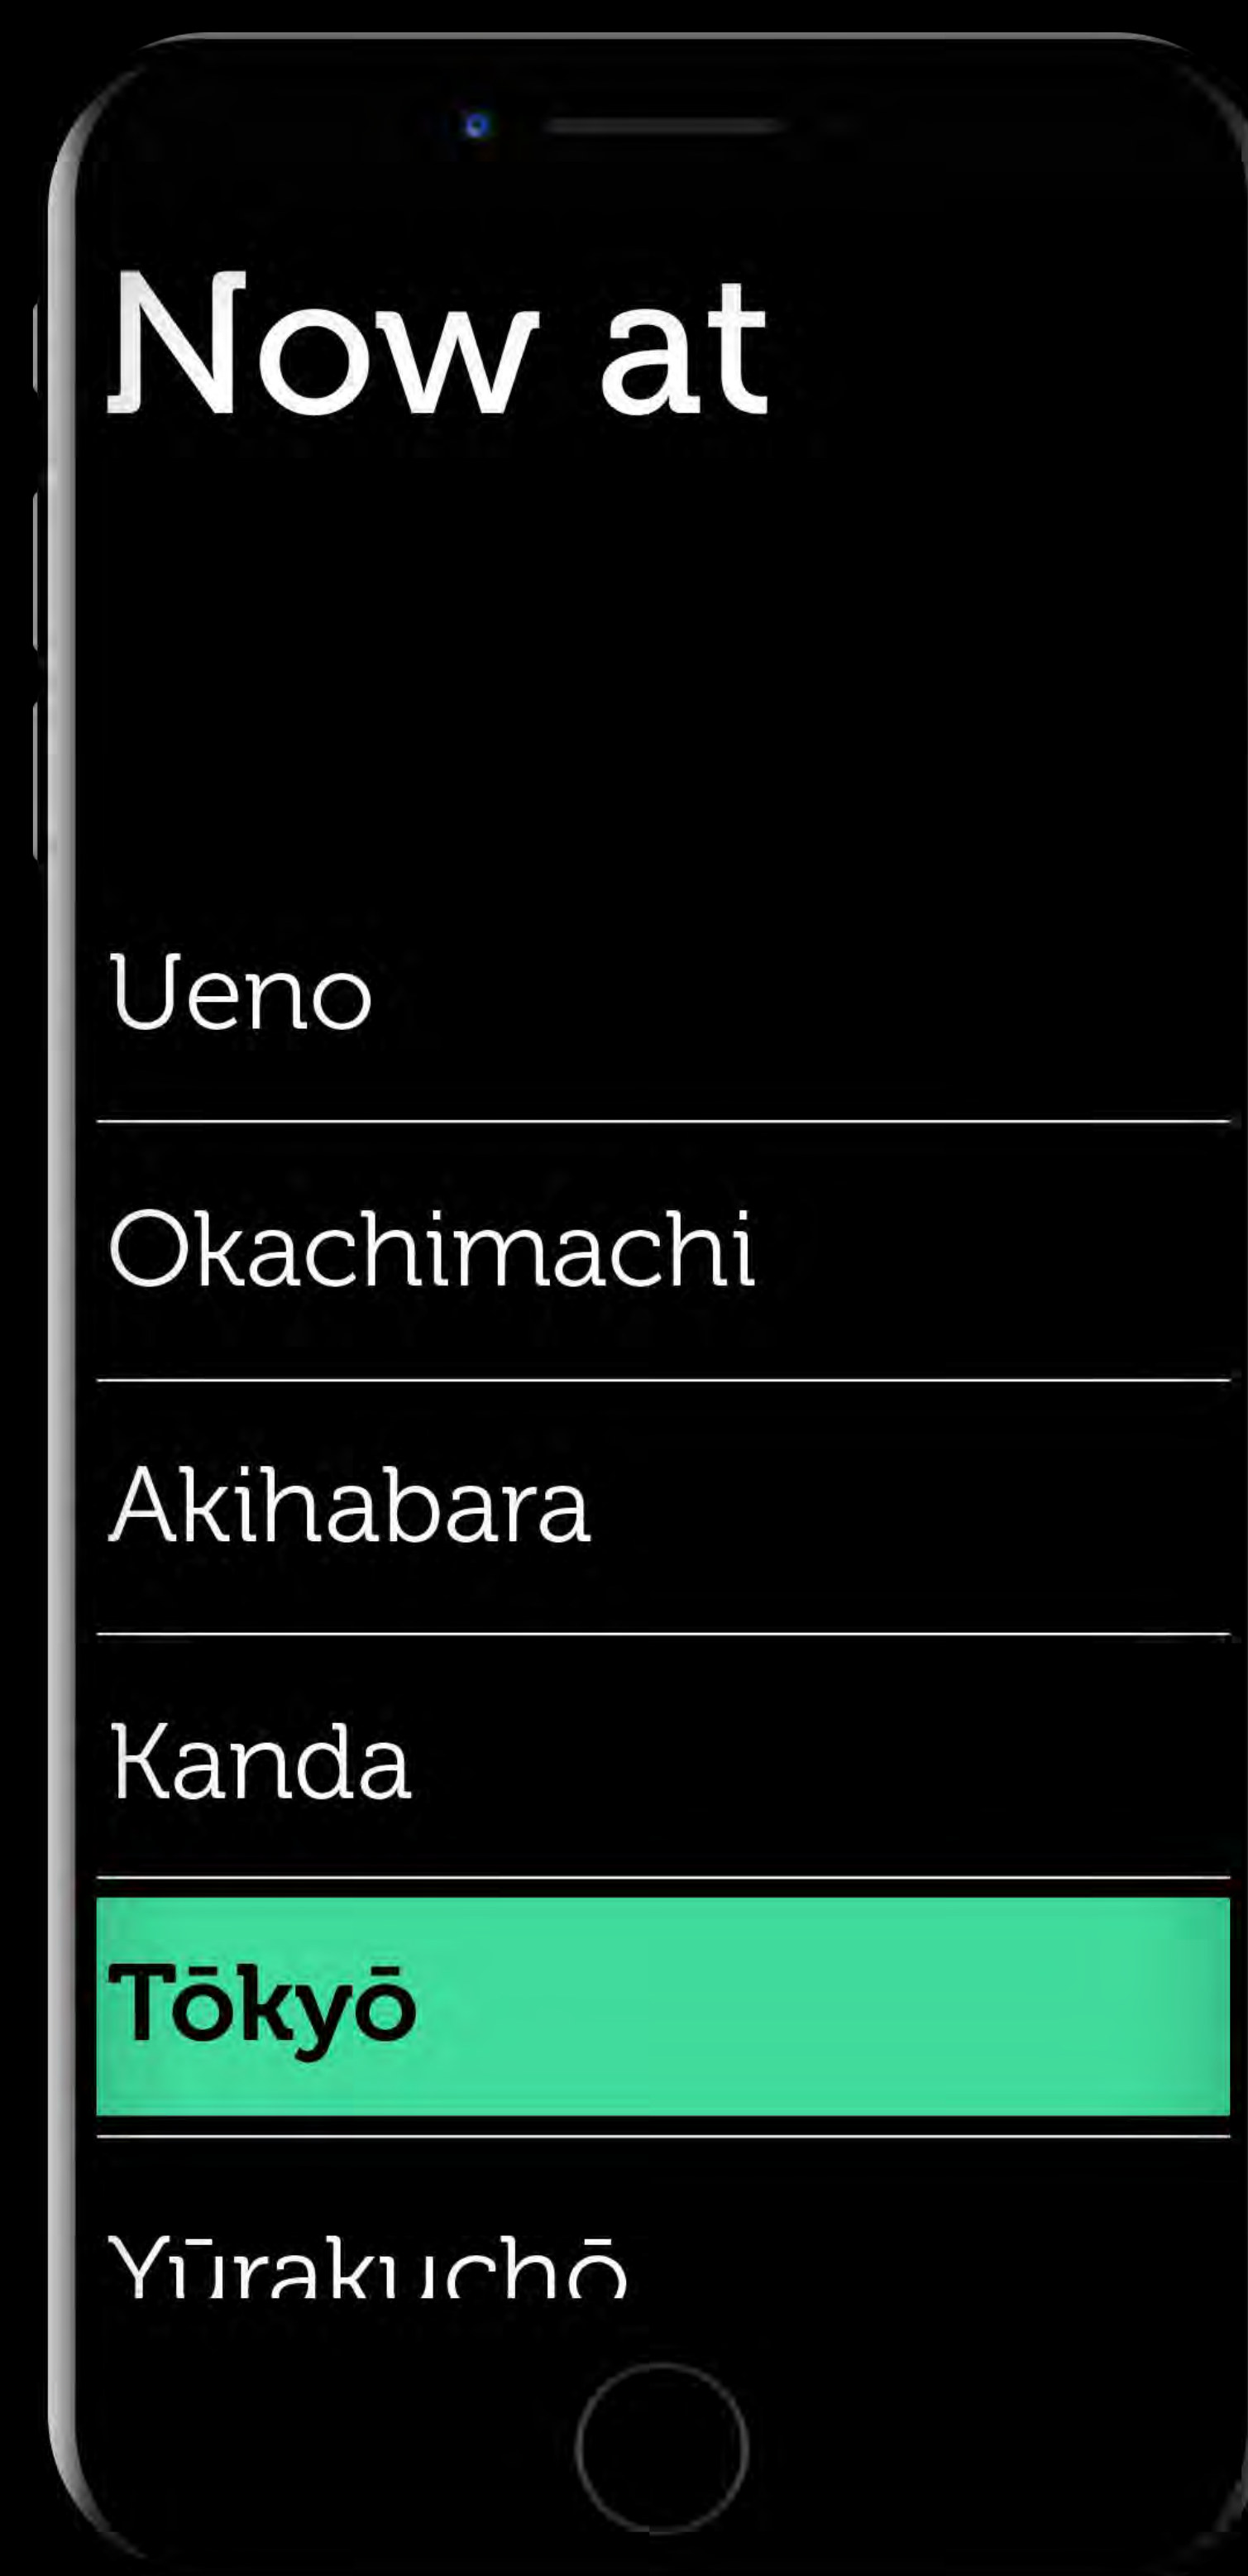 Now at
Ueno
Okachimachi
Akihabara
Kanda
Tōkyō
Yūrakuchō